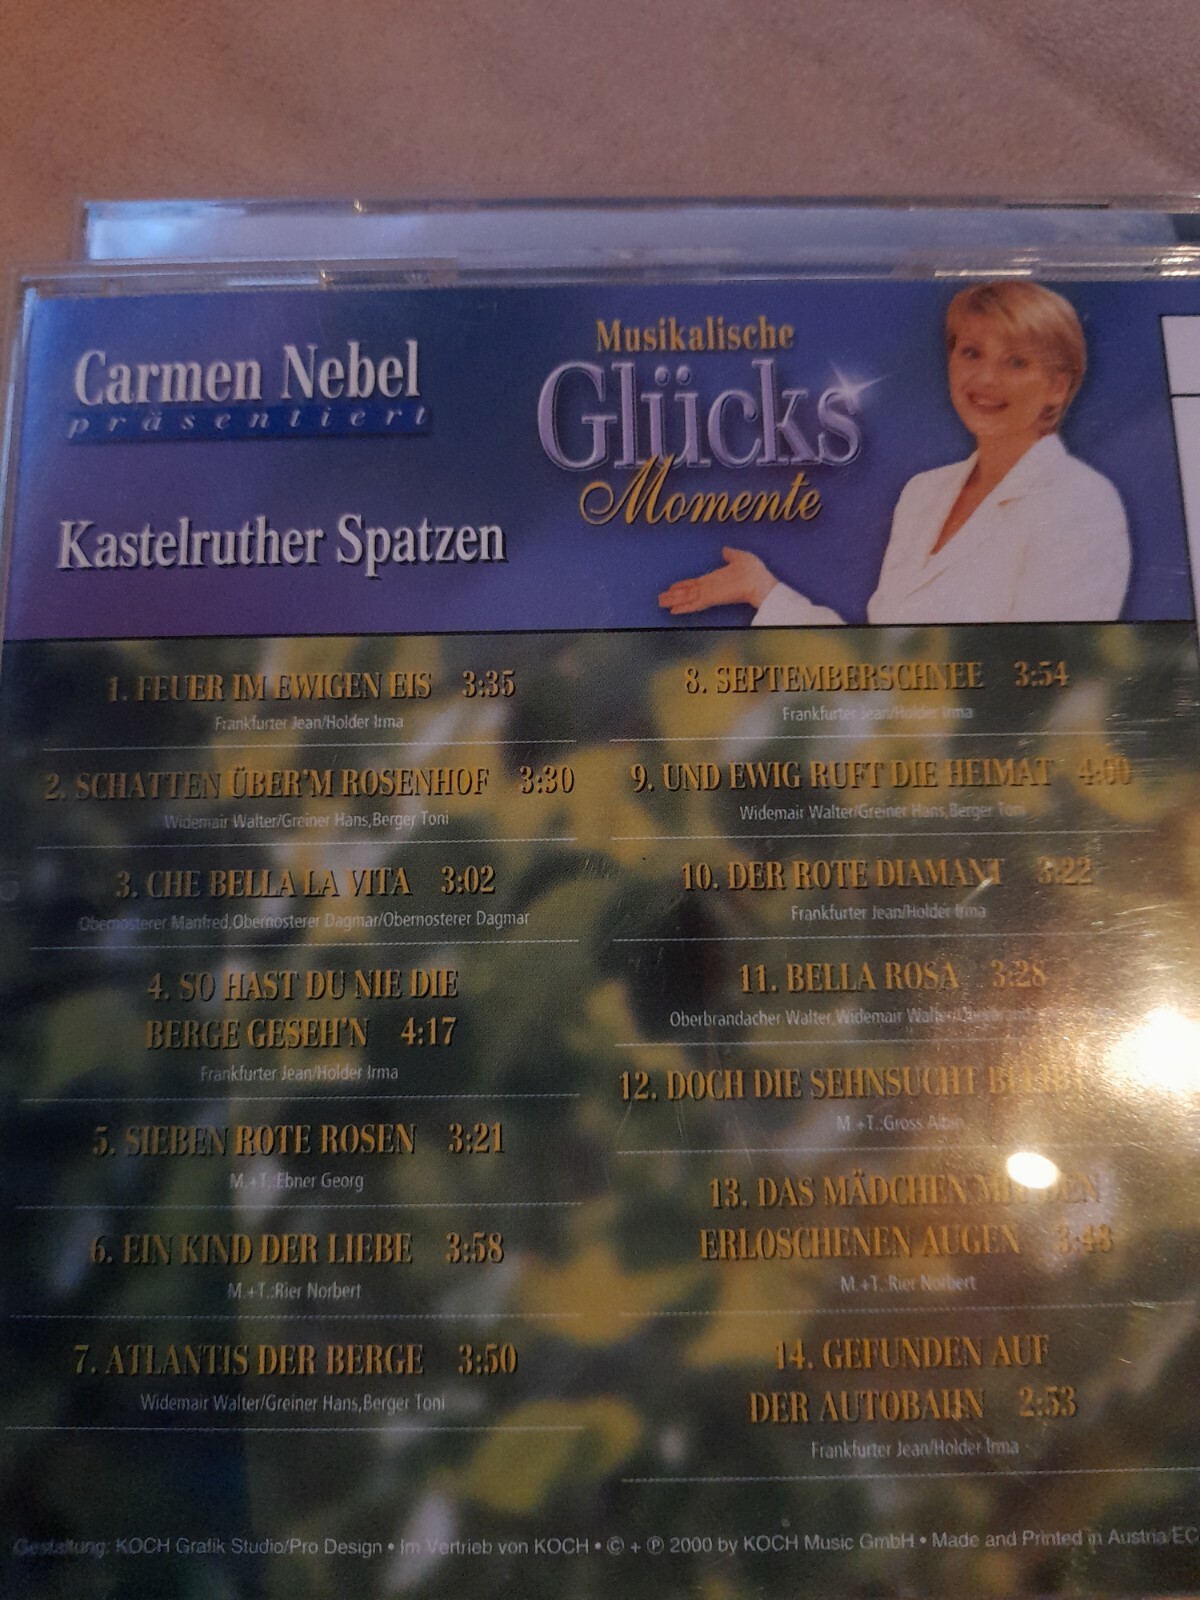 Carmen Nebel
präsentiert
Musikalische
Glücks
Momente
Kastelruther Spatzen
1. FEUER IM EWIGEN EIS 3:35
Frankfurter Jean/Holder Irma
2. SCHATTEN ÜBER'M ROSENHOF 3:30
Widemair Walter/Greiner Hans,Berger Toni
3. CHE BELLA LA VITA 3:02
Obernosterer Manfred,Obernosterer Dagmar/Obernosterer Dagmar
4. SO HAST DU NIE DIE
BERGE GESEH'N 4:17
Frankfurter Jean/Holder Irma
5. SIEBEN ROTE ROSEN 3:21
M.+T.:Ebner Georg
6. EIN KIND DER LIEBE 3:58
M.+T.:Rier Norbert
7. ATLANTIS DER BERGE 3:50
Widemair Walter/Greiner Hans,Berger Toni
8. SEPTEMBERSCHNEE 3:54
Frankfurter Jean/Holder Irma
9. UND EWIG RUFT DIE HEIMAT 4:00
Widemair Walter/Greiner Hans,Berger Toni
10. DER ROTE DIAMANT 3:22
Frankfurter Jean/Holder Irma
11. BELLA ROSA 3:28
Oberbrandacher Walter,Widemair Walter/
12. DOCH DIE SEHNSUCHT BLEIBT
M.+T.:Gross Alban
13. DAS MÄDCHEN MIT DEN
ERLOSCHENEN AUGEN 3:48
M.+T.:Rier Norbert
14. GEFUNDEN AUF
DER AUTOBAHN 2:53
Frankfurter Jean/Holder Irma
Gestaltung: KOCH Grafik Studio/Pro Design • Im Vertrieb von KOCH • © + ℗ 2000 by KOCH Music GmbH • Made and Printed in Austria/EC